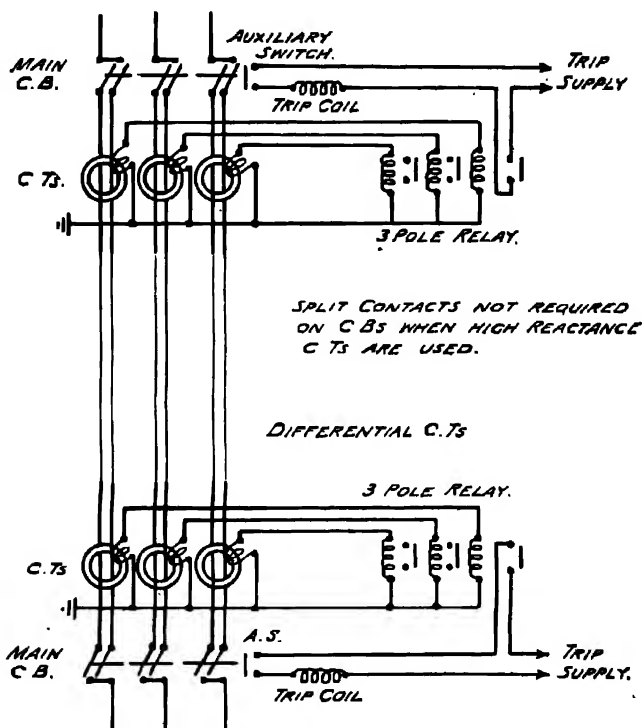 AUXILIARY
SWITCH.
MAIN
C.B.
TRIP
SUPPLY
TRIP COIL
C TS.
3 POLE RELAY.
SPLIT CONTACTS NOT REQUIRED
ON C BS WHEN HIGH REACTANCE
C TS ARE USED.
DIFFERENTIAL C.TS
3 POLE RELAY.
C.TS
A.S.
MAIN
C B.
TRIP
SUPPLY.
TRIP COIL